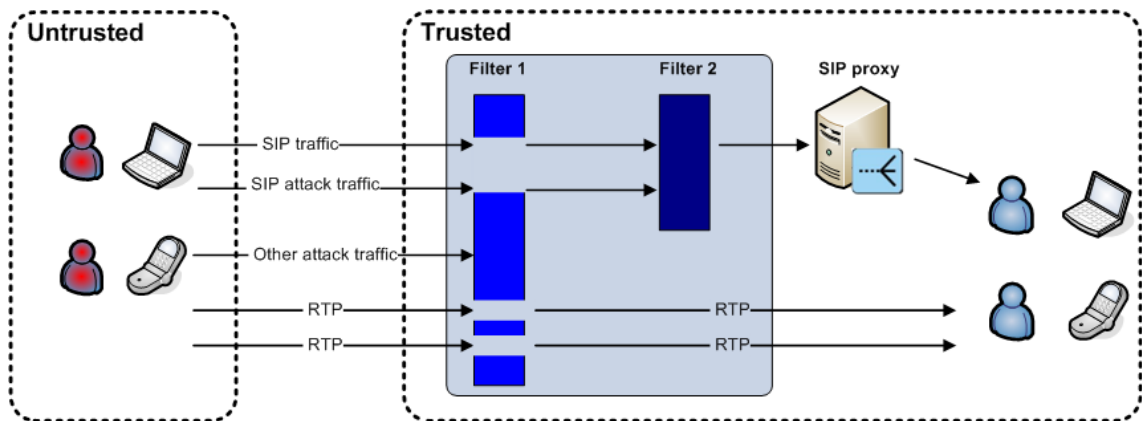 Untrusted
Trusted
Filter 1
Filter 2
SIP proxy
SIP traffic
SIP attack traffic
Other attack traffic
RTP
RTP
RTP
RTP